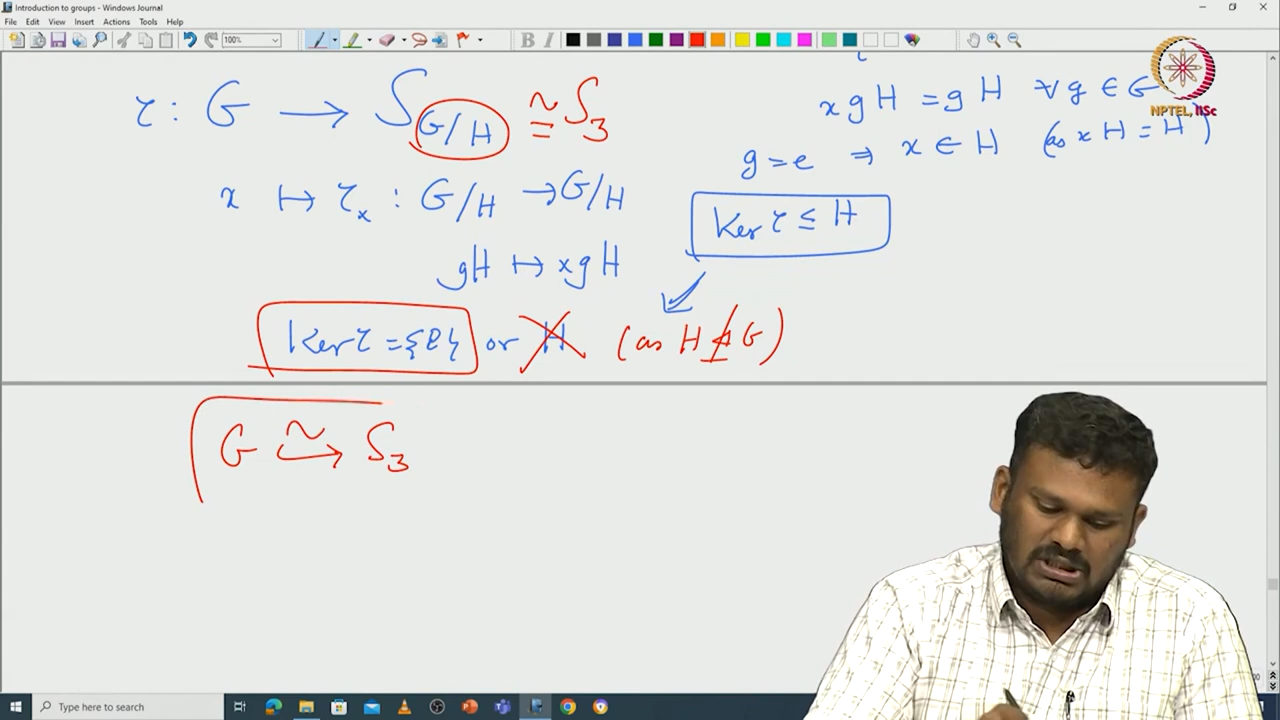 Introduction to groups - Windows Journal
File Edit View Insert Actions Tools Help
100%
τ : G → S_{G/H} ≅ S_3
x ↦ τ_x : G/H → G/H
gH ↦ xgH
xgH = gH ∀g ∈ G
g = e ⇒ x ∈ H (as xH = H)
Ker τ ≤ H
Ker τ = {e} or H (as H ⋬ G)
G ⥲ S_3
NPTEL, IISc
Type here to search